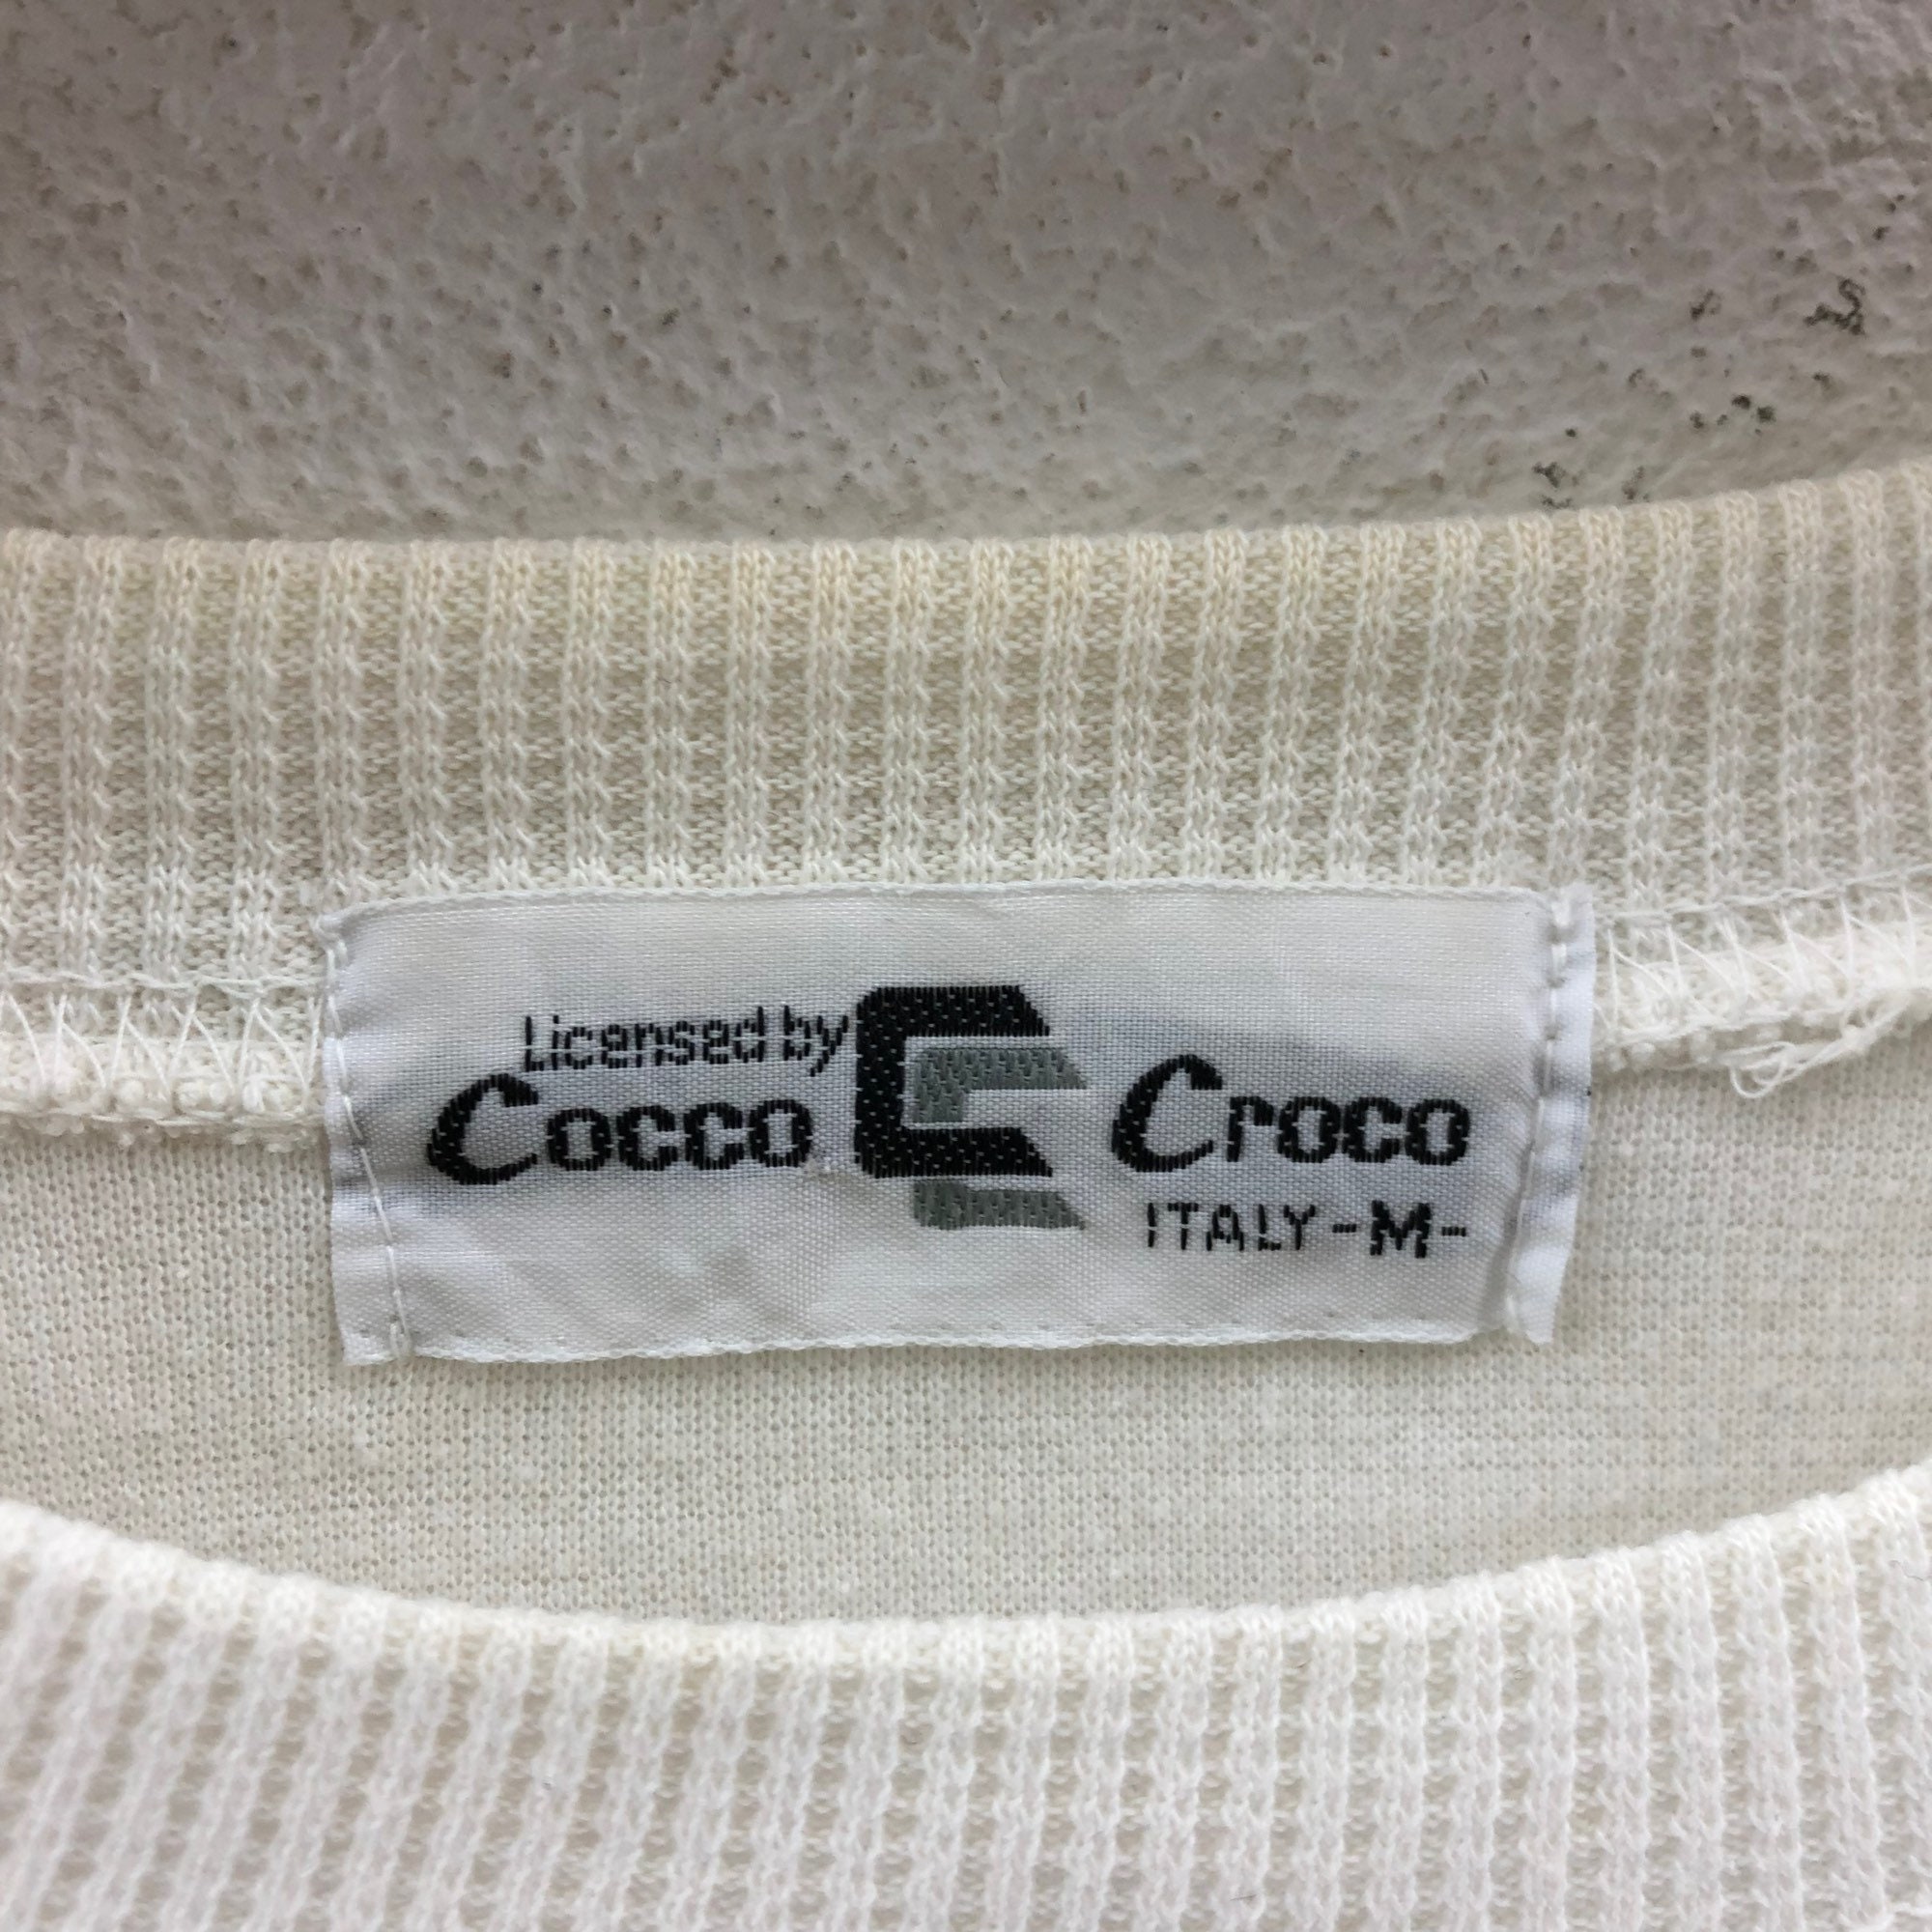 Licensed by
Cocco Croco
ITALY -M-